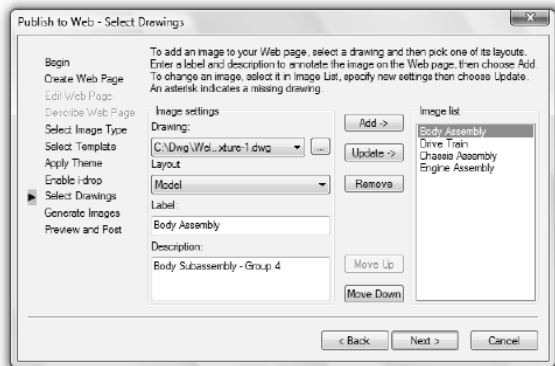 Publish to Web - Select Drawings
Begin
Create Web Page
Edit Web Page
Describe Web Page
Select Image Type
Select Template
Apply Theme
Enable i-drop
Select Drawings
Generate Images
Preview and Post
To add an image to your Web page, select a drawing and then pick one of its layouts.
Enter a label and description to annotate the image on the Web page, then choose Add.
To change an image, select it in Image List, specify new settings then choose Update.
An asterisk indicates a missing drawing.
Image settings
Drawing:
C:\Dwg\Wel...xture-1.dwg
...
Layout
Model
Label:
Body Assembly
Description:
Body Subassembly - Group 4
Add ->
Update ->
Remove
Move Up
Move Down
Image list
Body Assembly
Drive Train
Chassis Assembly
Engine Assembly
< Back
Next >
Cancel